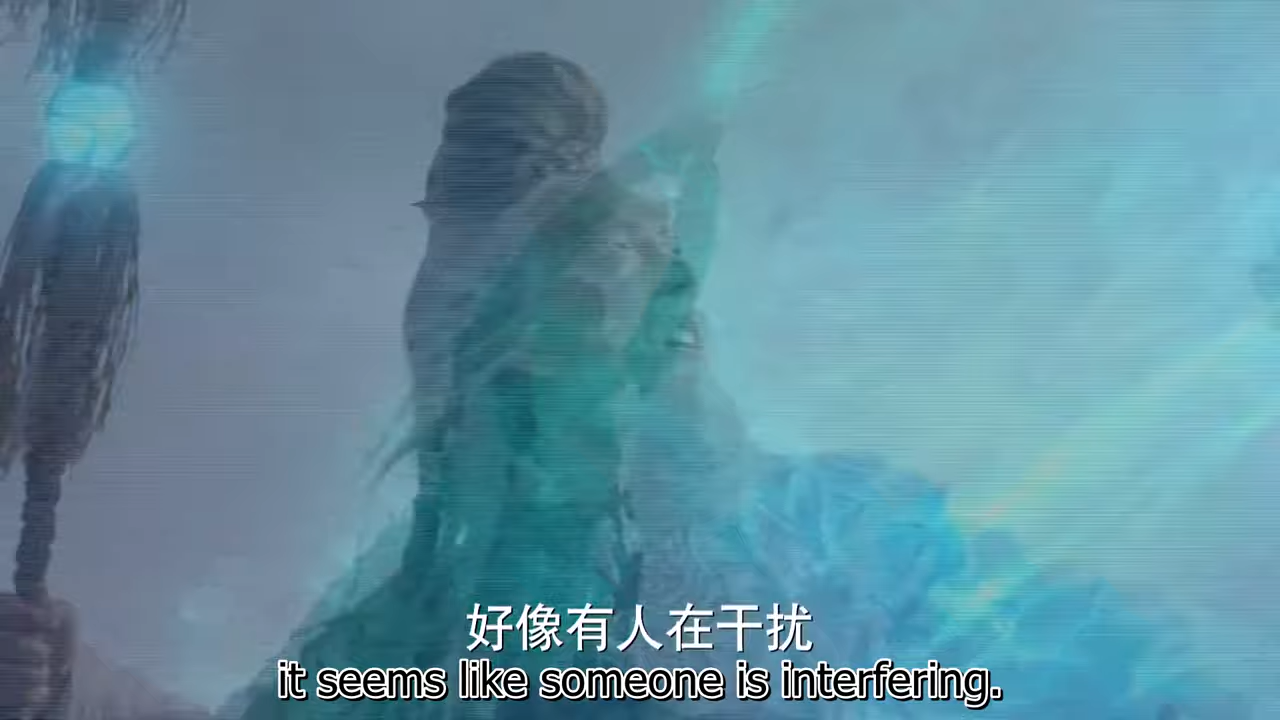 好像有人在干扰
it seems like someone is interfering.